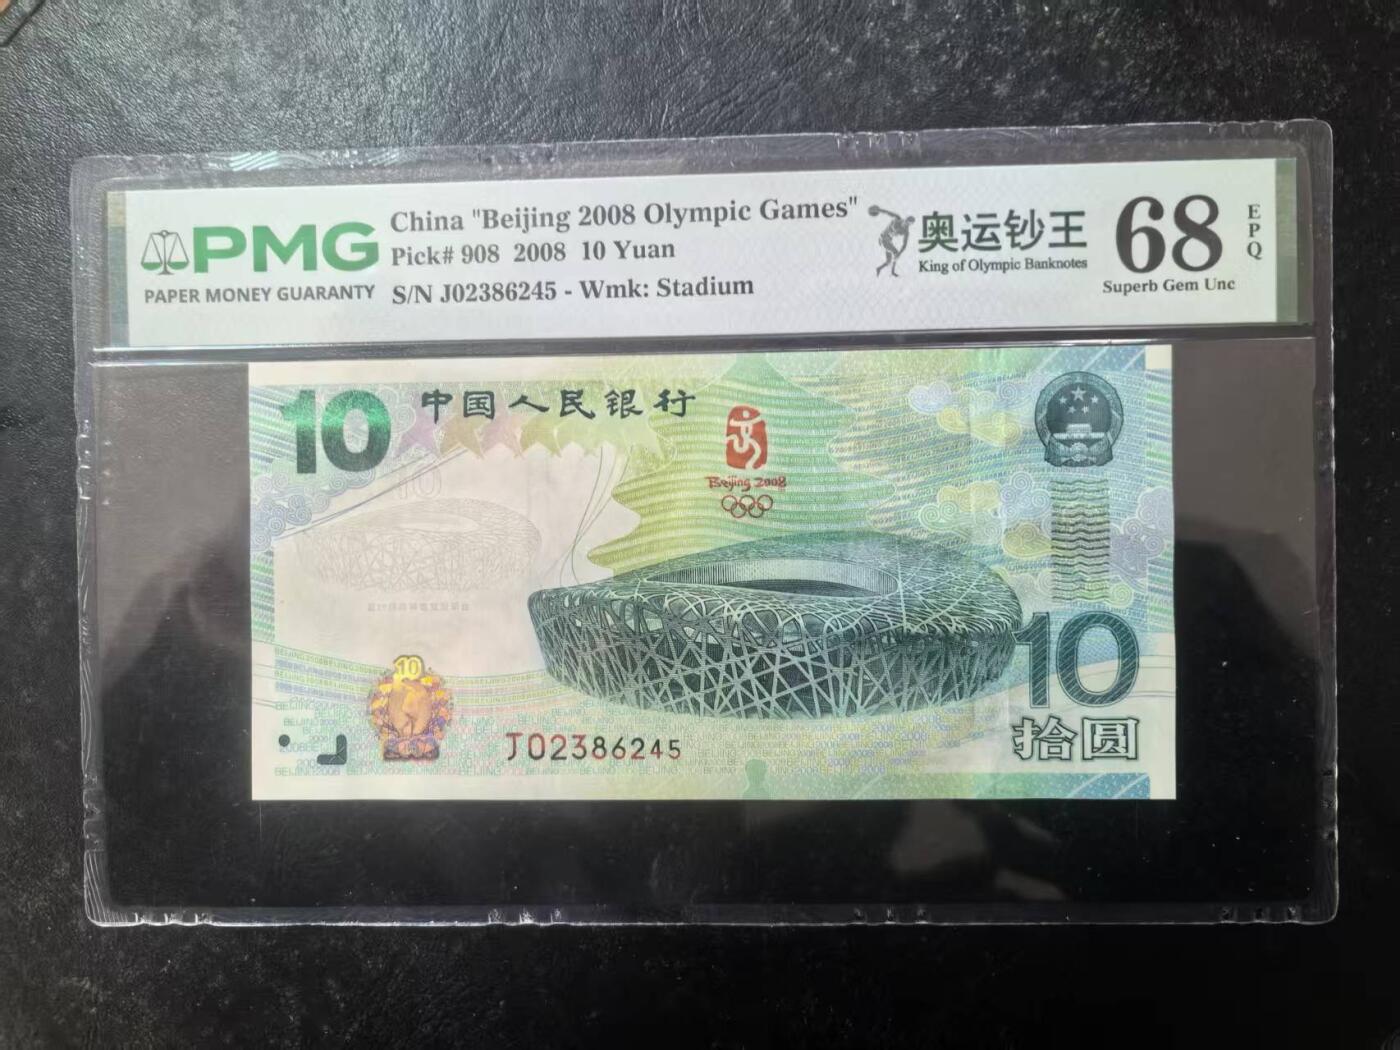 PMG
PAPER MONEY GUARANTY
China "Beijing 2008 Olympic Games"
Pick# 908 2008 10 Yuan
S/N J02386245 - Wmk: Stadium
奥运钞王
King of Olympic Banknotes
68
EPQ
Superb Gem Unc
10
中国人民银行
Beijing 2008
10
10
拾圆
10
J02386245